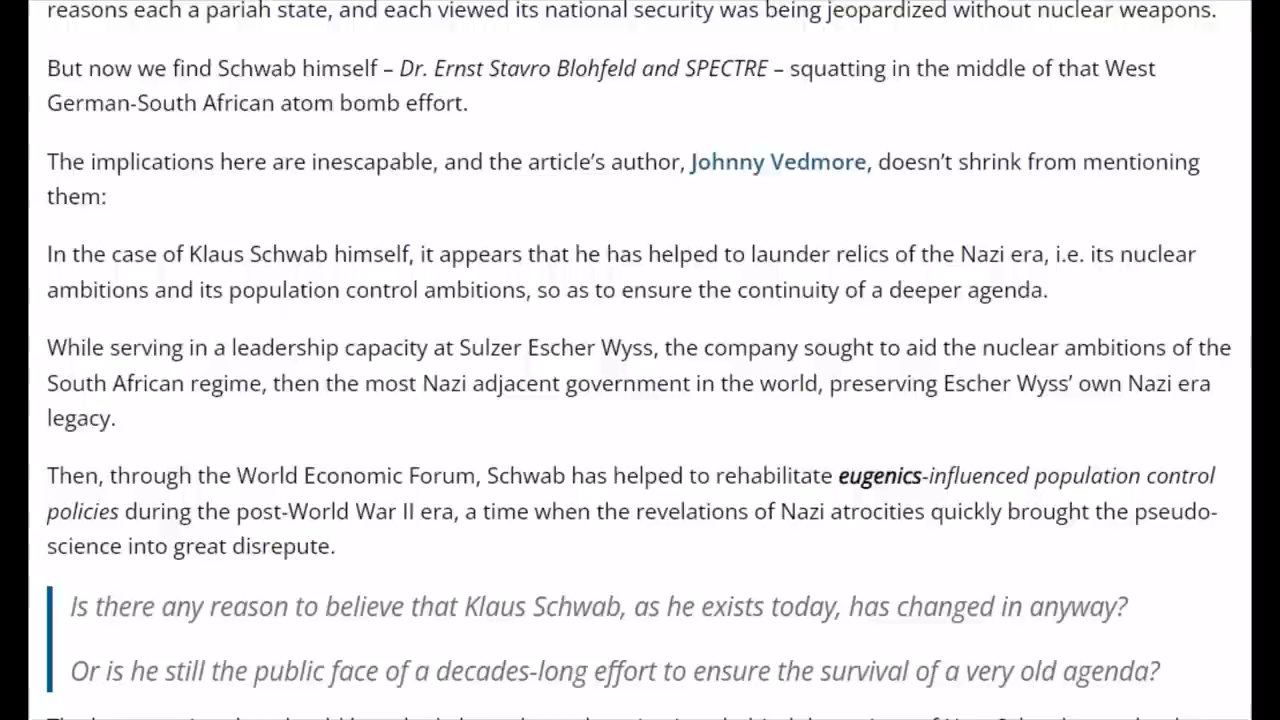 reasons each a pariah state, and each viewed its national security was being jeopardized without nuclear weapons.
But now we find Schwab himself – Dr. Ernst Stavro Blohfeld and SPECTRE – squatting in the middle of that West
German-South African atom bomb effort.
The implications here are inescapable, and the article's author, Johnny Vedmore, doesn't shrink from mentioning
them:
In the case of Klaus Schwab himself, it appears that he has helped to launder relics of the Nazi era, i.e. its nuclear
ambitions and its population control ambitions, so as to ensure the continuity of a deeper agenda.
While serving in a leadership capacity at Sulzer Escher Wyss, the company sought to aid the nuclear ambitions of the
South African regime, then the most Nazi adjacent government in the world, preserving Escher Wyss' own Nazi era
legacy.
Then, through the World Economic Forum, Schwab has helped to rehabilitate eugenics-influenced population control
policies during the post-World War II era, a time when the revelations of Nazi atrocities quickly brought the pseudo-
science into great disrepute.
Is there any reason to believe that Klaus Schwab, as he exists today, has changed in anyway?
Or is he still the public face of a decades-long effort to ensure the survival of a very old agenda?